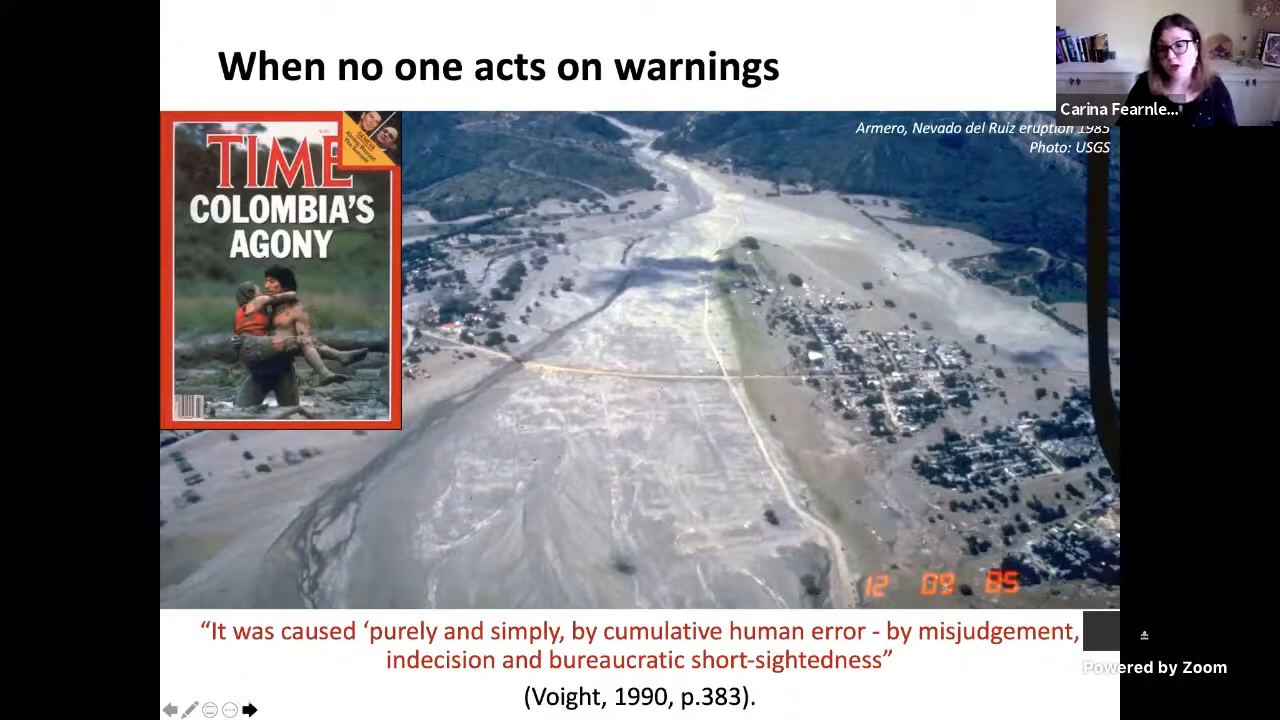 When no one acts on warnings
Carina Fearnle...
Armero, Nevado del Ruiz eruption 1985
Photo: USGS
TIME
GENEVA
COLOMBIA'S
AGONY
12 09 85
“It was caused ‘purely and simply, by cumulative human error - by misjudgement,
indecision and bureaucratic short-sightedness”
(Voight, 1990, p.383).
Powered by Zoom